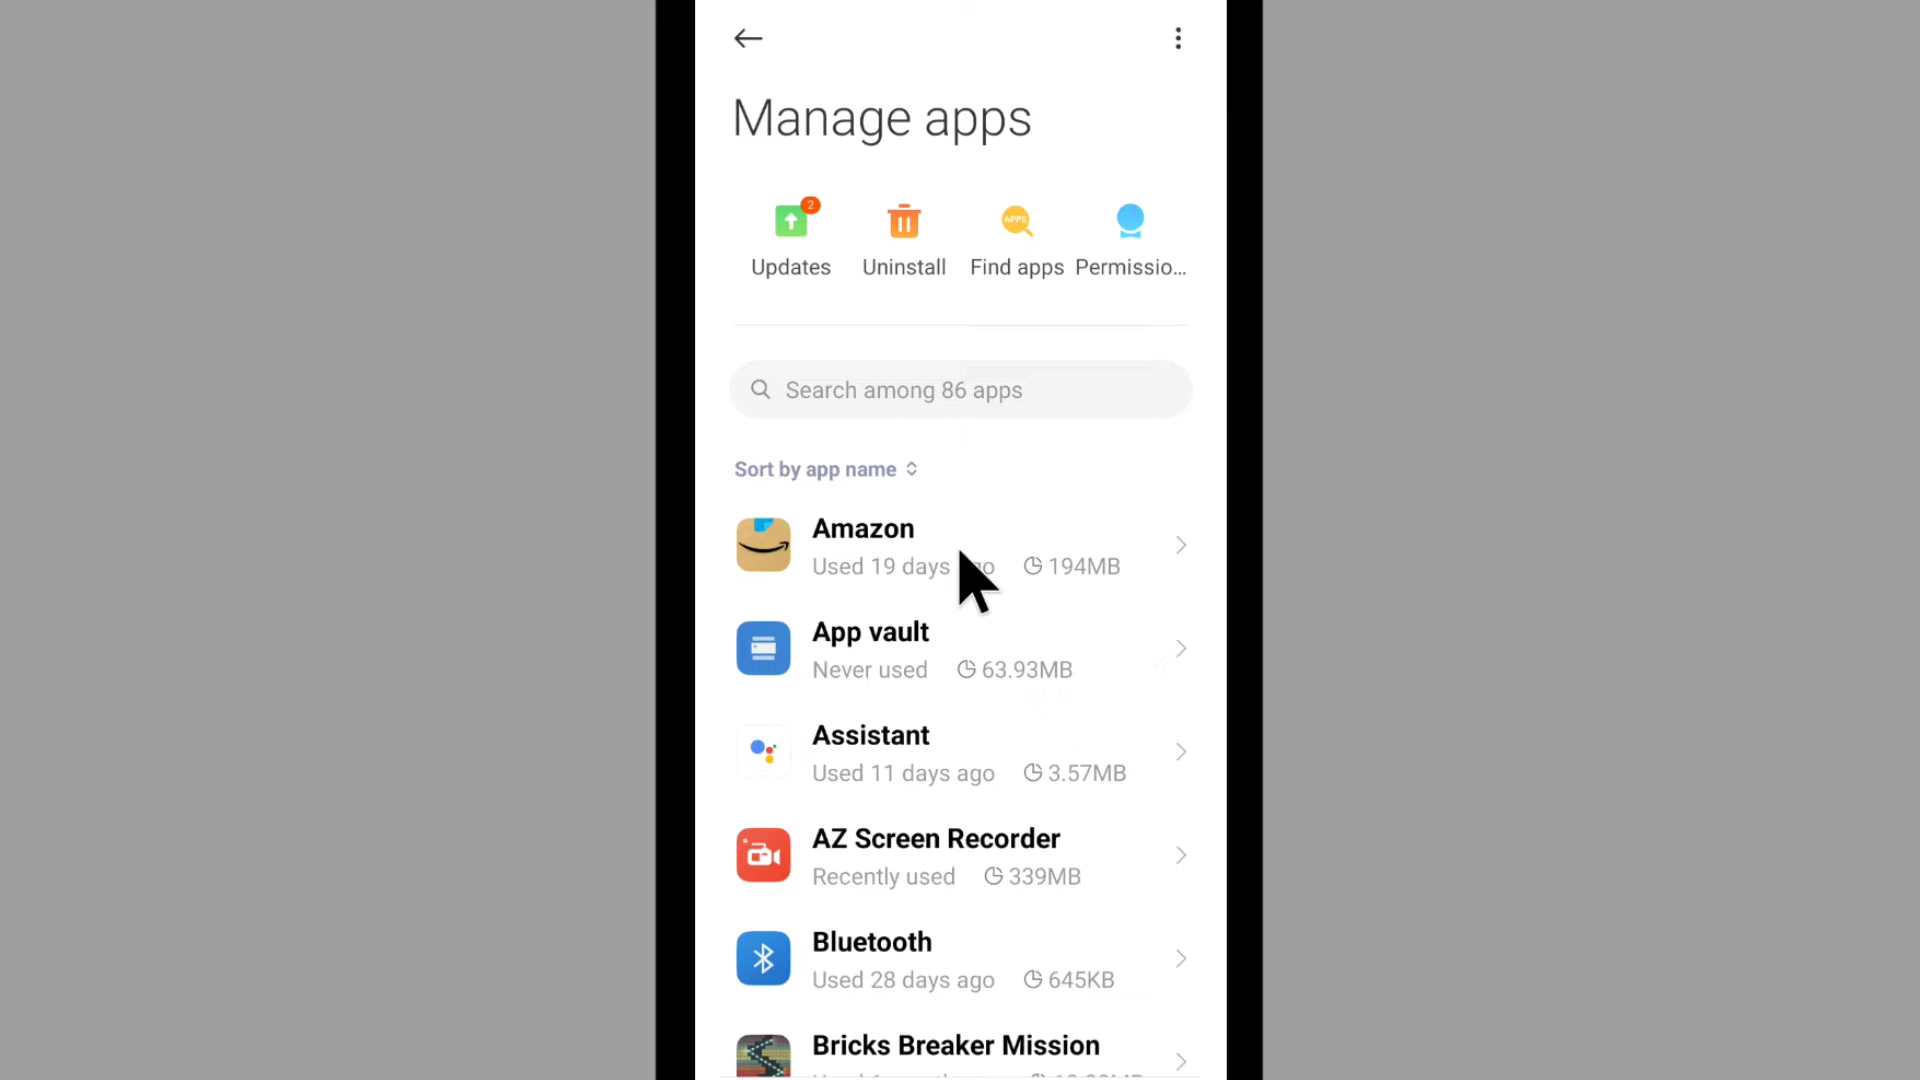 Manage apps
2
APPS
Updates Uninstall Find apps Permissio...
Search among 86 apps
Sort by app name
Amazon
Used 19 days ago 194MB
App vault
Never used 63.93MB
Assistant
Used 11 days ago 3.57MB
AZ Screen Recorder
Recently used 339MB
Bluetooth
Used 28 days ago 645KB
Bricks Breaker Mission